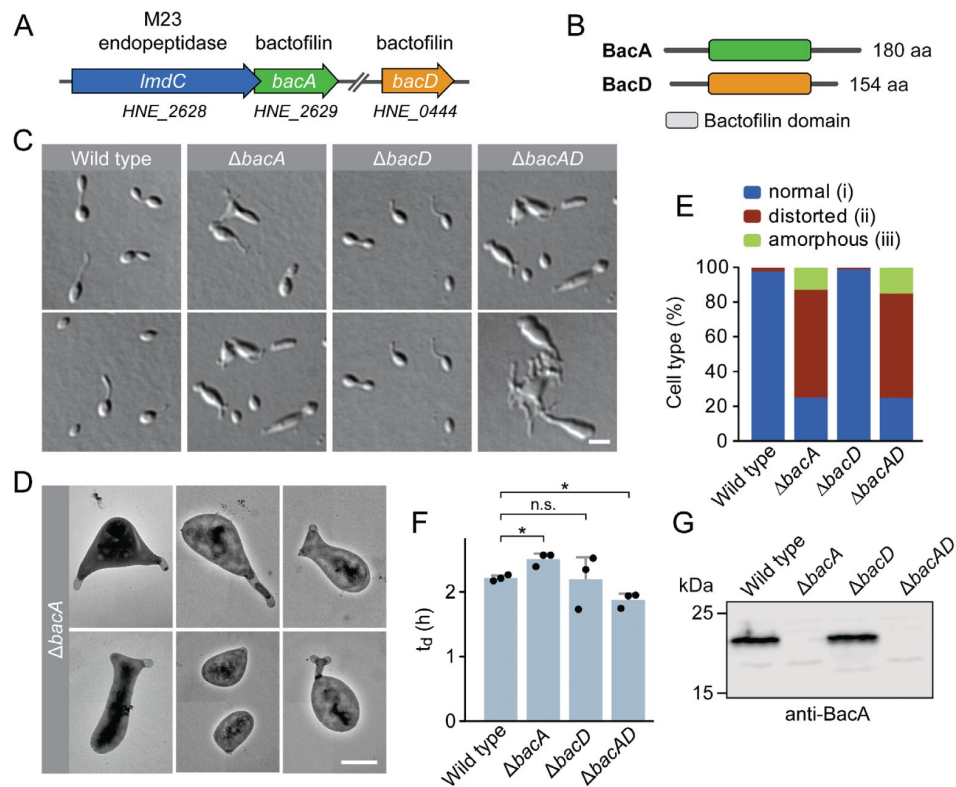 A
M23
endopeptidase
bactofilin
bactofilin
lmdC
bacA
bacD
HNE_2628
HNE_2629
HNE_0444
B
BacA
180 aa
BacD
154 aa
Bactofilin domain
C
Wild type
ΔbacA
ΔbacD
ΔbacAD
D
ΔbacA
E
normal (i)
distorted (ii)
amorphous (iii)
Cell type (%)
100
80
60
40
20
0
Wild type
ΔbacA
ΔbacD
ΔbacAD
F
*
n.s.
*
td (h)
2
1
0
Wild type
ΔbacA
ΔbacD
ΔbacAD
G
Wild type
ΔbacA
ΔbacD
ΔbacAD
kDa
25
15
anti-BacA